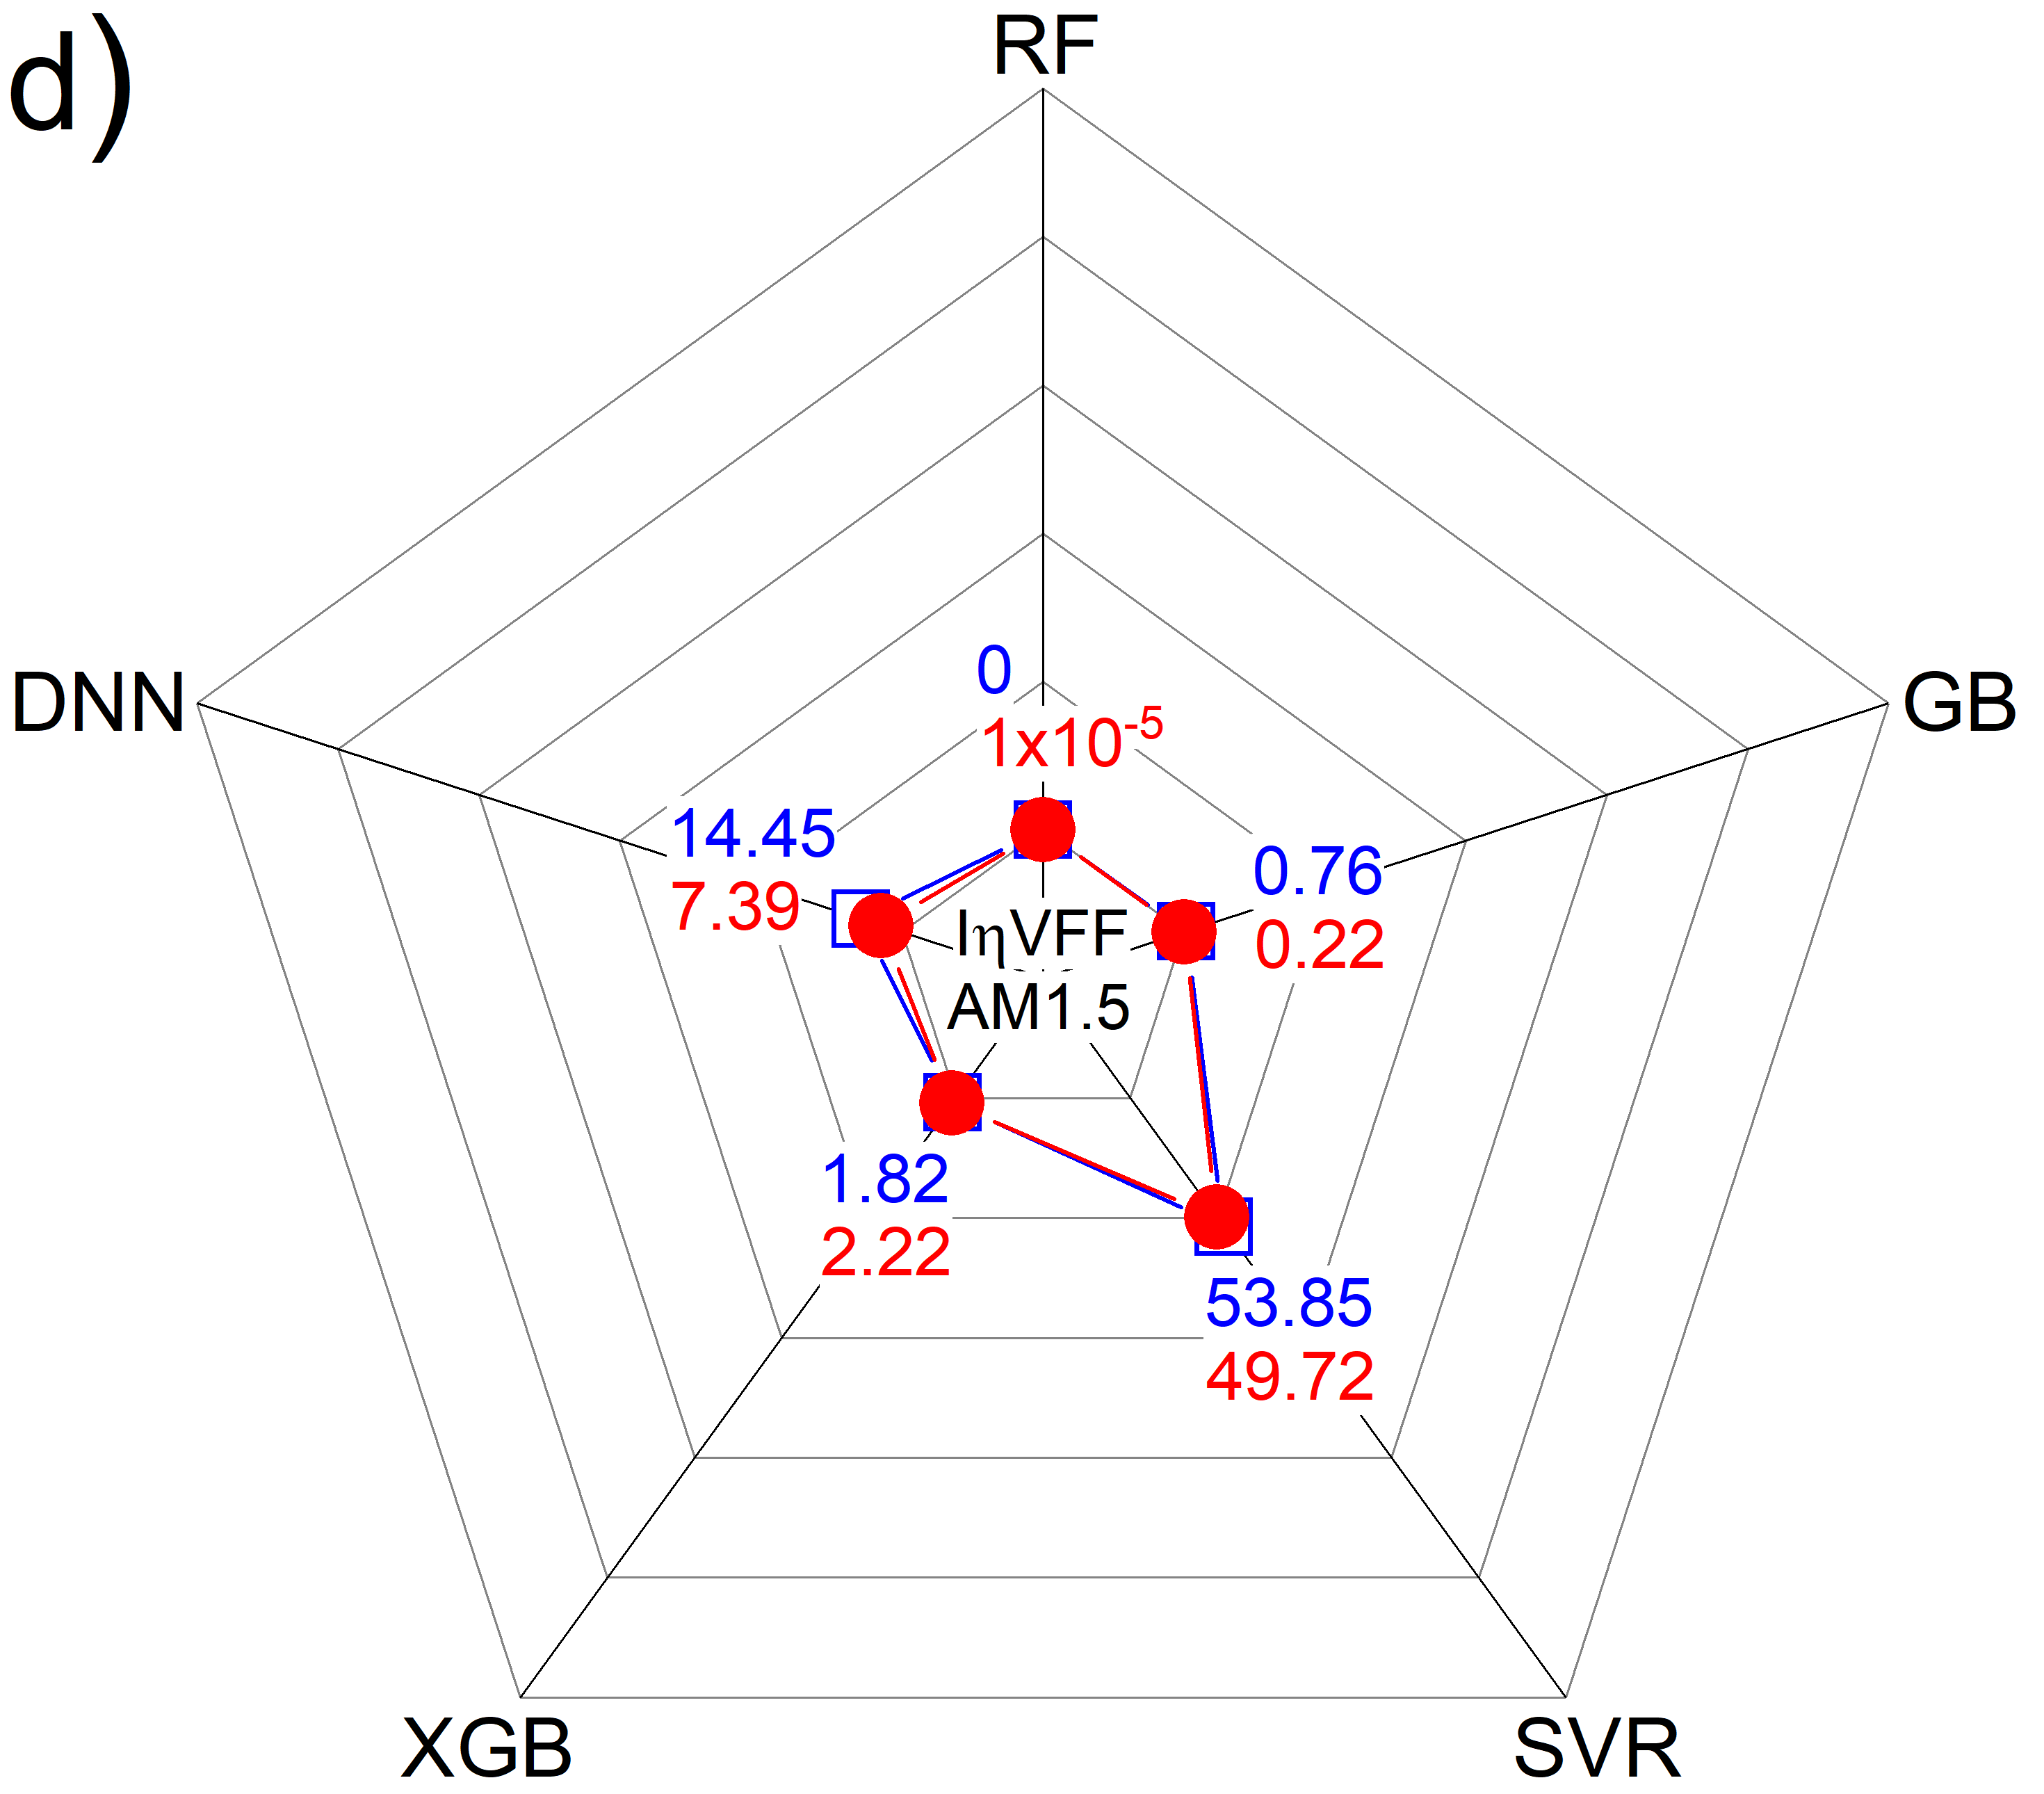 d)
RF
DNN
GB
0
1x10⁻⁵
14.45
7.39
0.76
0.22
IηVFF
AM1.5
1.82
2.22
53.85
49.72
XGB
SVR